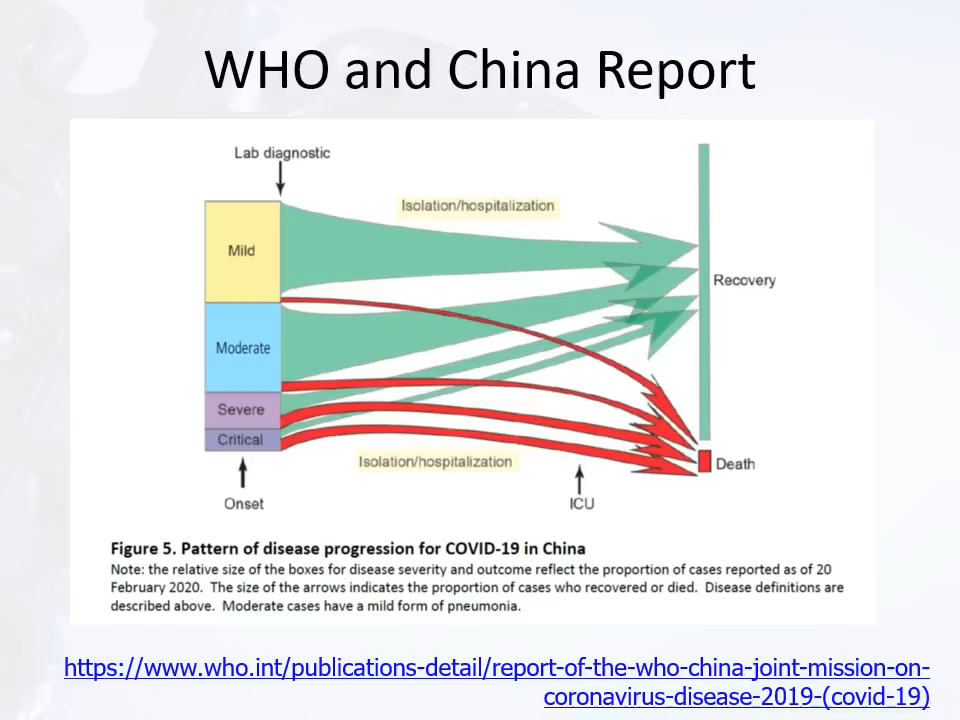 WHO and China Report
Lab diagnostic
Isolation/hospitalization
Mild
Recovery
Moderate
Severe
Critical
Isolation/hospitalization
Death
Onset
ICU
Figure 5. Pattern of disease progression for COVID-19 in China
Note: the relative size of the boxes for disease severity and outcome reflect the proportion of cases reported as of 20
February 2020. The size of the arrows indicates the proportion of cases who recovered or died. Disease definitions are
described above. Moderate cases have a mild form of pneumonia.
https://www.who.int/publications-detail/report-of-the-who-china-joint-mission-on-
coronavirus-disease-2019-(covid-19)